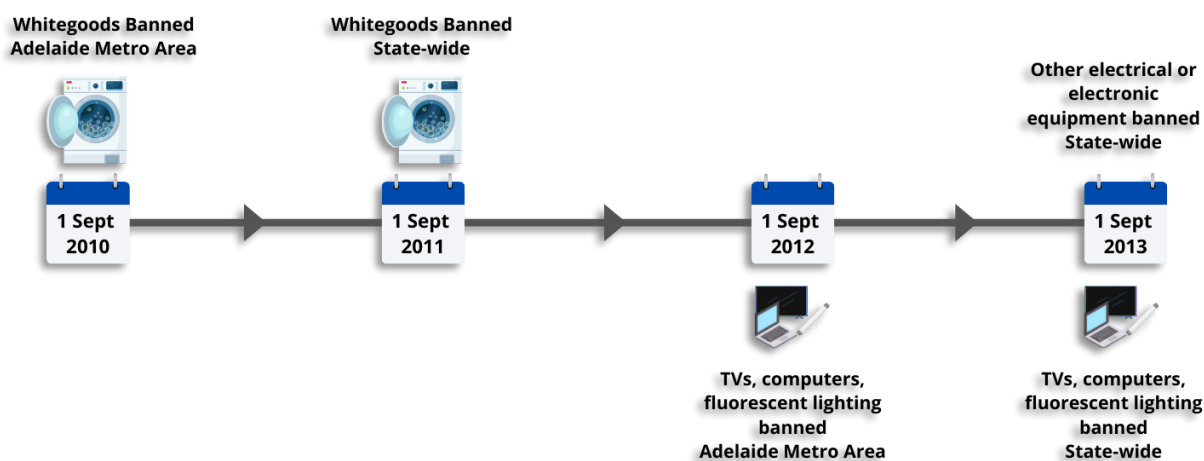 Whitegoods Banned
Adelaide Metro Area
1 Sept
2010
Whitegoods Banned
State-wide
1 Sept
2011
1 Sept
2012
TVs, computers,
fluorescent lighting
banned
Adelaide Metro Area
Other electrical or
electronic
equipment banned
State-wide
1 Sept
2013
TVs, computers,
fluorescent lighting
banned
State-wide